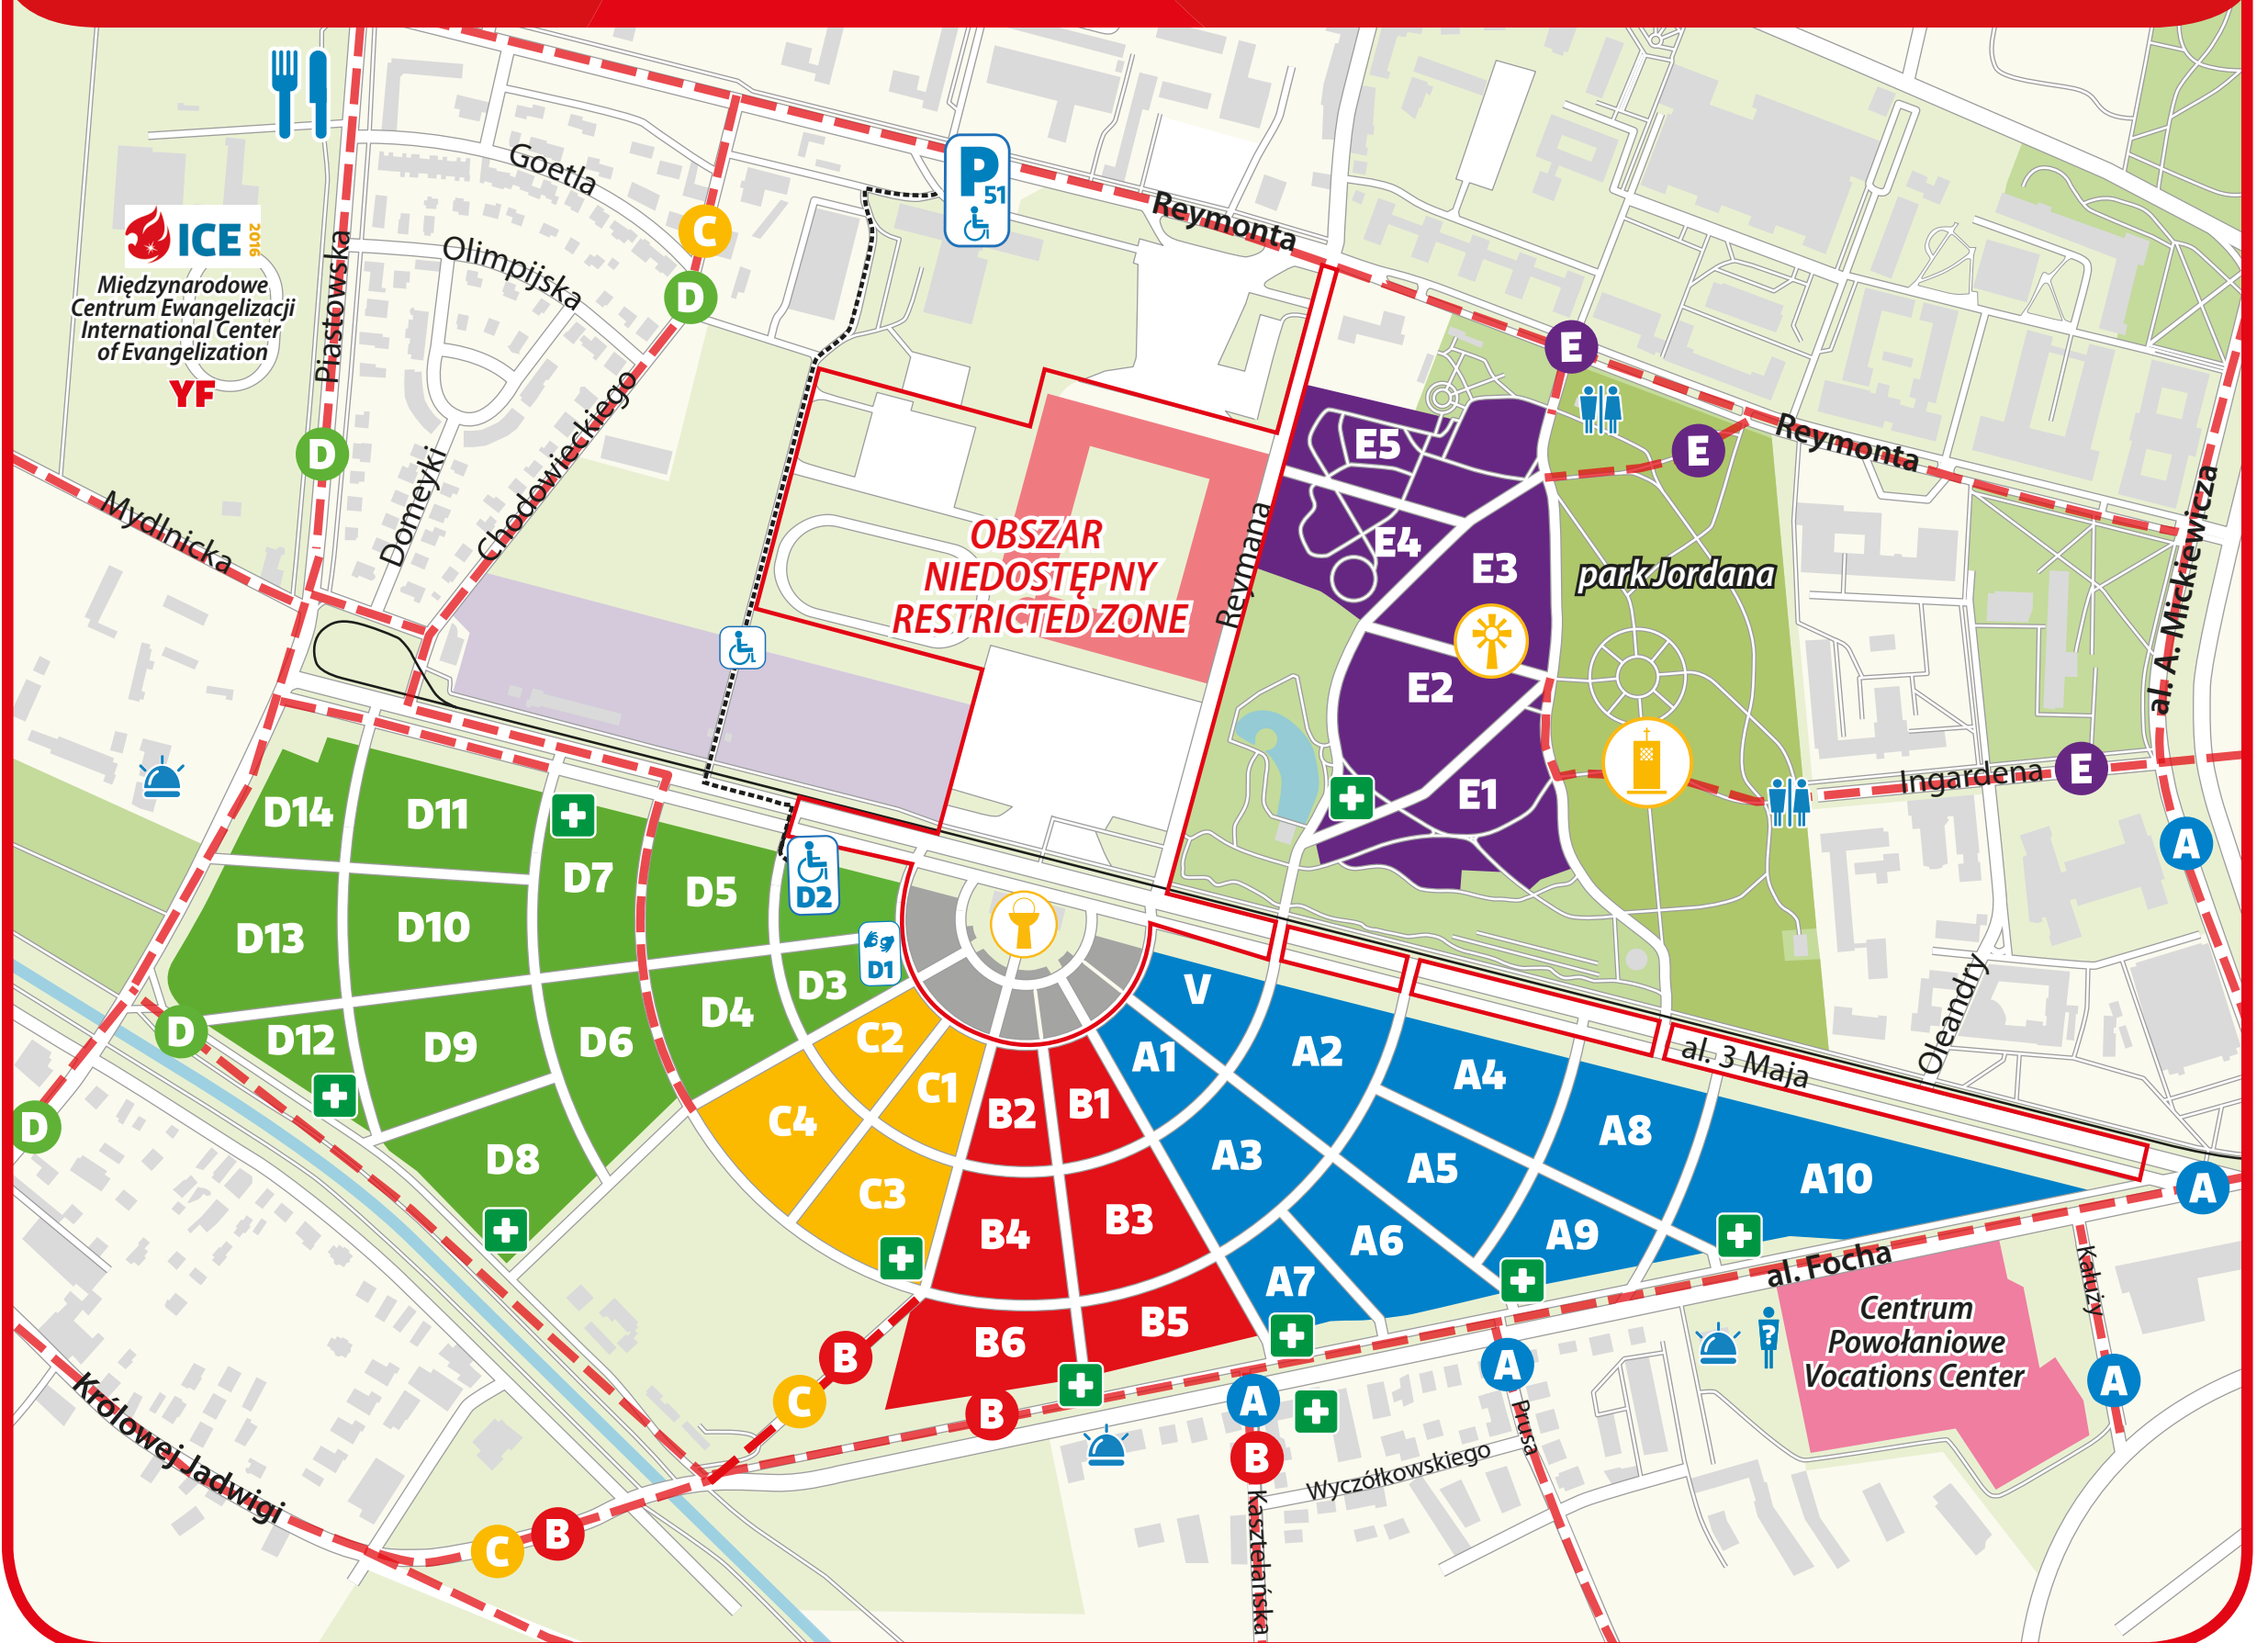 P
51
Goetla
C
Reymonta
ICE
2016
Olimpijska
Piastowska
D
Międzynarodowe
Centrum Ewangelizacji
International Center
of Evangelization
YF
E
Reymonta
E
E5
D
Chodowieckiego
Domeyki
Mydlnicka
OBSZAR
NIEDOSTĘPNY
RESTRICTED ZONE
Reymana
E4
E3
park Jordana
al. A. Mickiewicza
E2
E1
Ingardena
E
D14
D11
D7
D5
D2
A
D13
D10
D1
D3
D4
V
Oleandry
D
D12
D9
D6
C2
C1
A1
A2
A4
al. 3 Maja
D
D8
C4
B2
B1
A3
A5
A8
A10
A
C3
B4
B3
A7
A6
A9
al. Focha
Kałuży
B6
B5
Centrum
Powołaniowe
Vocations Center
B
C
B
A
A
A
Królowej Jadwigi
B
Prusa
Wyczółkowskiego
Kasztelańska
C
B